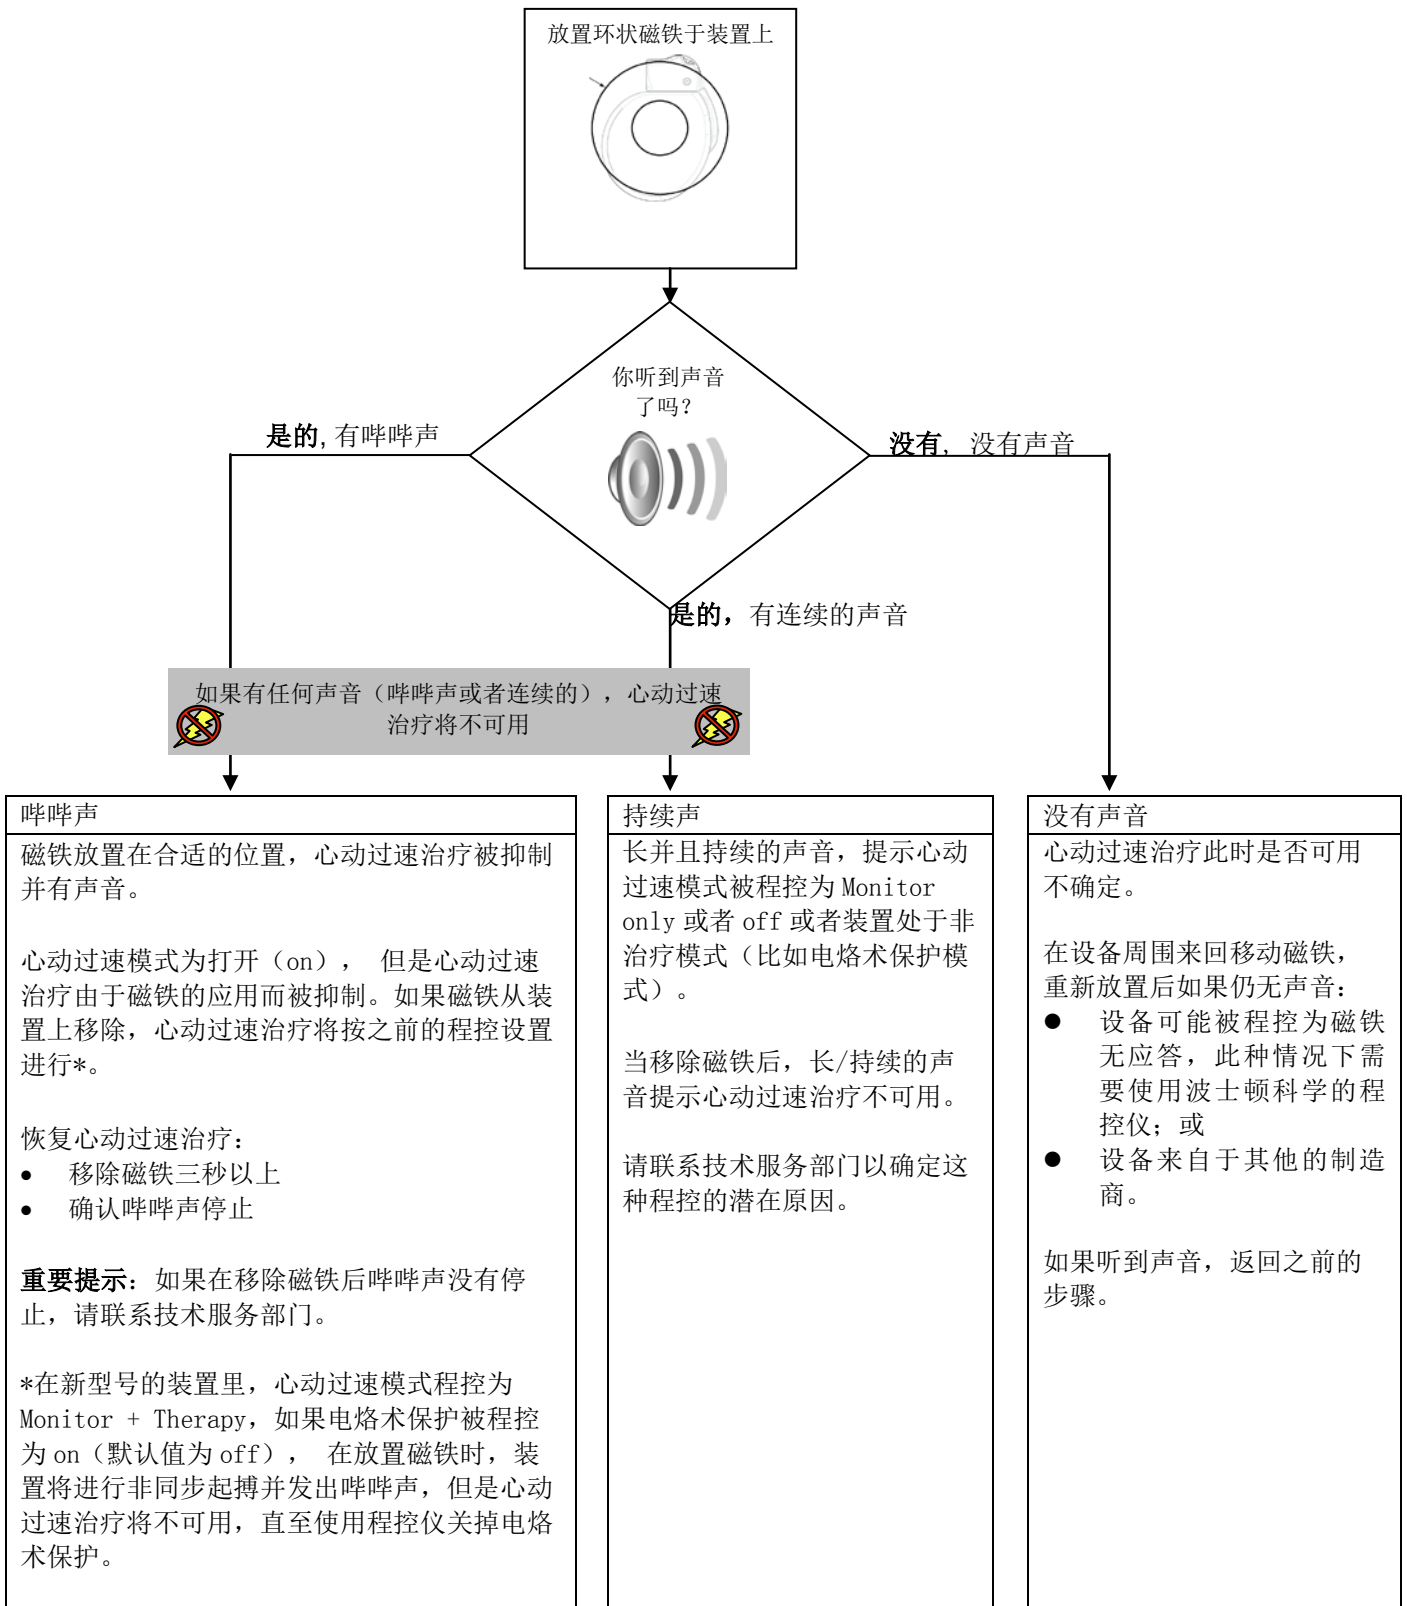 放置环状磁铁于装置上
你听到声音
了吗？
是的, 有哔哔声
没有, 没有声音
是的，有连续的声音
如果有任何声音（哔哔声或者连续的），心动过速
治疗将不可用
哔哔声
磁铁放置在合适的位置，心动过速治疗被抑制
并有声音。
心动过速模式为打开（on）， 但是心动过速
治疗由于磁铁的应用而被抑制。如果磁铁从装
置上移除，心动过速治疗将按之前的程控设置
进行*。
恢复心动过速治疗：
• 移除磁铁三秒以上
• 确认哔哔声停止
重要提示：如果在移除磁铁后哔哔声没有停
止，请联系技术服务部门。
*在新型号的装置里，心动过速模式程控为
Monitor + Therapy，如果电烙术保护被程控
为 on（默认值为 off）， 在放置磁铁时，装
置将进行非同步起搏并发出哔哔声，但是心动
过速治疗将不可用，直至使用程控仪关掉电烙
术保护。
持续声
长并且持续的声音，提示心动
过速模式被程控为 Monitor
only 或者 off 或者装置处于非
治疗模式（比如电烙术保护模
式）。
当移除磁铁后，长/持续的声
音提示心动过速治疗不可用。
请联系技术服务部门以确定这
种程控的潜在原因。
没有声音
心动过速治疗此时是否可用
不确定。
在设备周围来回移动磁铁，
重新放置后如果仍无声音：
● 设备可能被程控为磁铁
无应答，此种情况下需
要使用波士顿科学的程
控仪；或
● 设备来自于其他的制造
商。
如果听到声音，返回之前的
步骤。